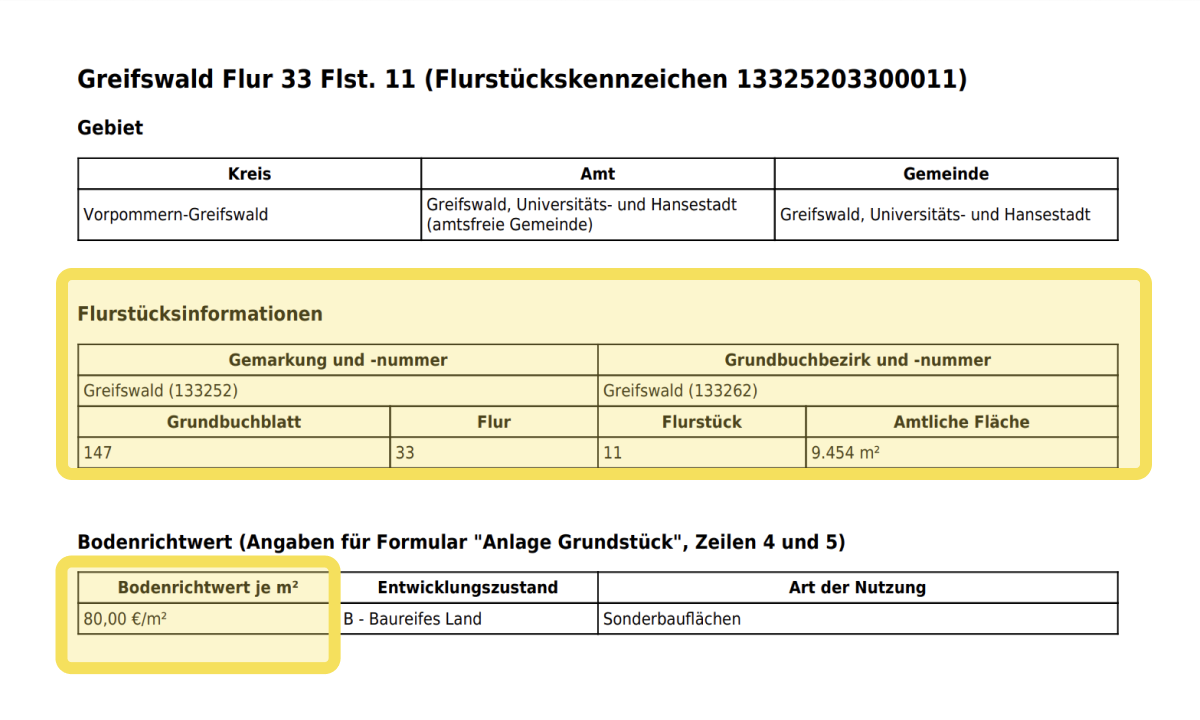 Greifswald Flur 33 Flst. 11 (Flurstückskennzeichen 13325203300011)
Gebiet
Kreis Amt Gemeinde
Vorpommern-Greifswald Greifswald, Universitäts- und Hansestadt (amtsfreie Gemeinde) Greifswald, Universitäts- und Hansestadt
Flurstücksinformationen
Gemarkung und -nummer Grundbuchbezirk und -nummer
Greifswald (133252) Greifswald (133262)
Grundbuchblatt Flur Flurstück Amtliche Fläche
147 33 11 9.454 m²
Bodenrichtwert (Angaben für Formular "Anlage Grundstück", Zeilen 4 und 5)
Bodenrichtwert je m² Entwicklungszustand Art der Nutzung
80,00 €/m² B - Baureifes Land Sonderbauflächen